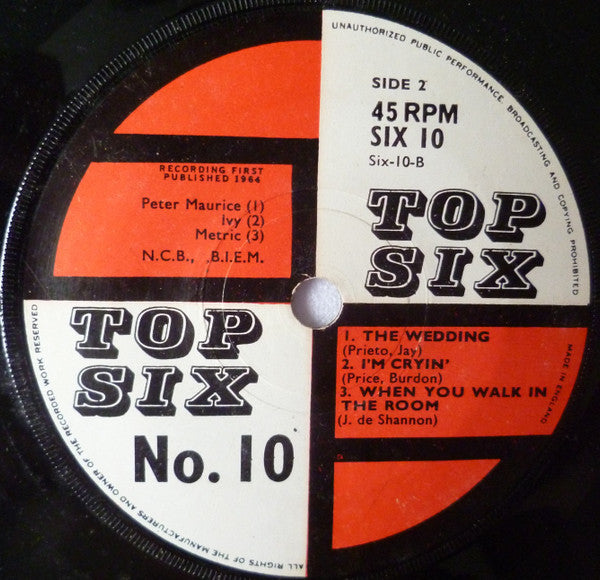 UNAUTHORIZED PUBLIC PERFORMANCE, BROADCASTING AND COPYING PROHIBITED
SIDE 2
45 RPM
SIX 10
Six-10-B
TOP
SIX
RECORDING FIRST
PUBLISHED 1964
Peter Maurice (1)
Ivy (2)
Metric (3)
N.C.B., .B.I.E.M.
TOP
SIX
No. 10
1. THE WEDDING
(Prieto, Jay)
2. I'M CRYIN'
(Price, Burdon)
3. WHEN YOU WALK IN
THE ROOM
(J. de Shannon)
MADE IN ENGLAND
ALL RIGHTS OF THE MANUFACTURERS AND OWNER OF THE RECORDED WORK RESERVED